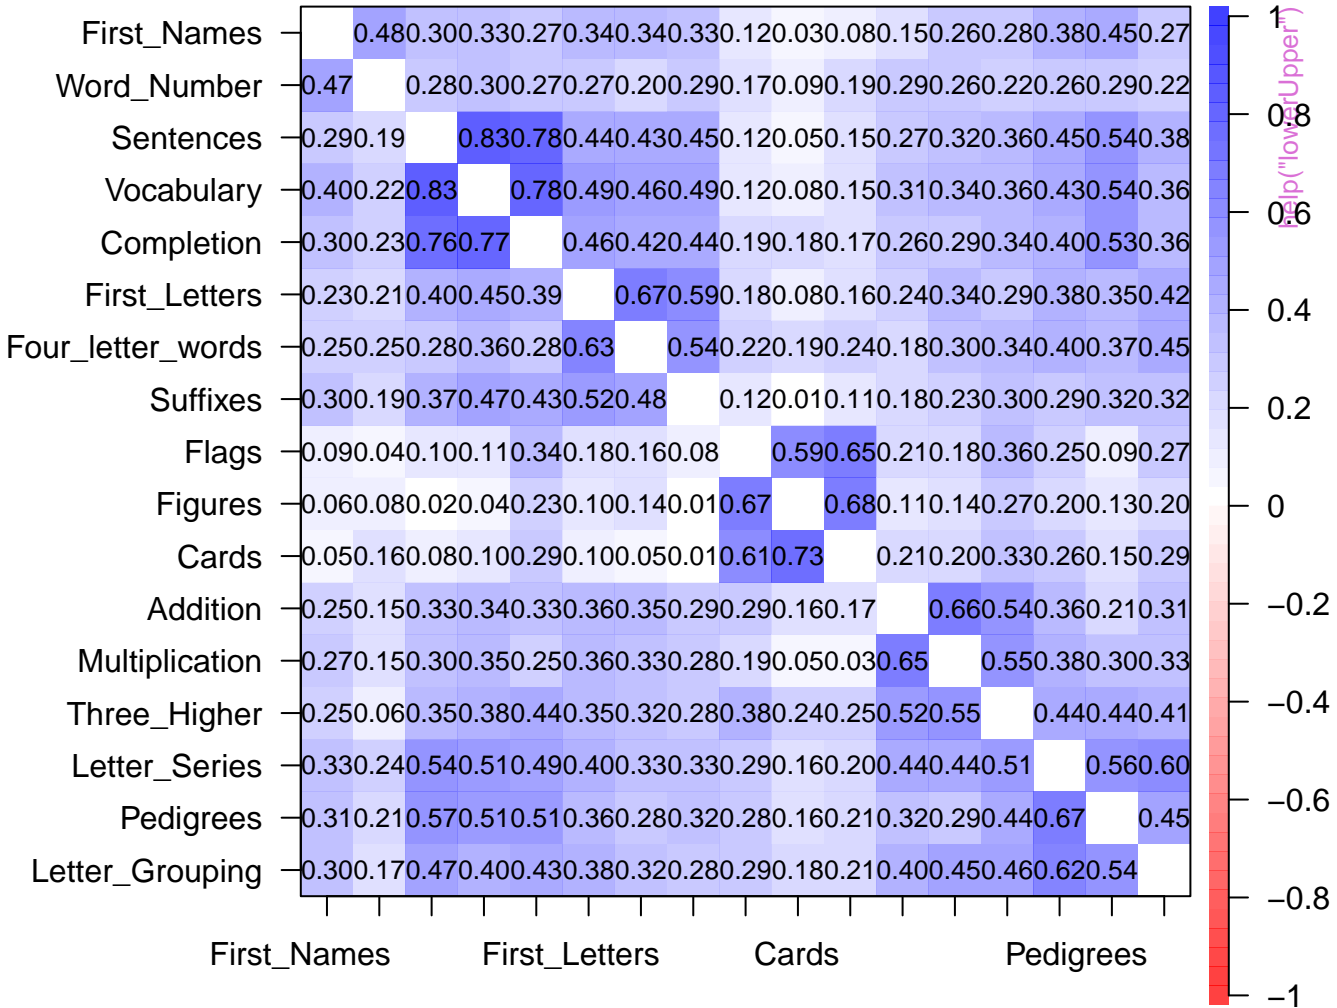 First_Names 0.48 0.30 0.33 0.27 0.34 0.34 0.33 0.12 0.03 0.08 0.15 0.26 0.28 0.38 0.45 0.27
Word_Number 0.47 0.28 0.30 0.27 0.27 0.20 0.29 0.17 0.09 0.19 0.29 0.26 0.22 0.26 0.29 0.22
Sentences 0.29 0.19 0.83 0.78 0.44 0.43 0.45 0.12 0.05 0.15 0.27 0.32 0.36 0.45 0.54 0.38
Vocabulary 0.40 0.22 0.83 0.78 0.49 0.46 0.49 0.12 0.08 0.15 0.31 0.34 0.36 0.43 0.54 0.36
Completion 0.30 0.23 0.76 0.77 0.46 0.42 0.44 0.19 0.18 0.17 0.26 0.29 0.34 0.40 0.53 0.36
First_Letters 0.23 0.21 0.40 0.45 0.39 0.67 0.59 0.18 0.08 0.16 0.24 0.34 0.29 0.38 0.35 0.42
Four_letter_words 0.25 0.25 0.28 0.36 0.28 0.63 0.54 0.22 0.19 0.24 0.18 0.30 0.34 0.40 0.37 0.45
Suffixes 0.30 0.19 0.37 0.47 0.43 0.52 0.48 0.12 0.01 0.11 0.18 0.23 0.30 0.29 0.32 0.32
Flags 0.09 0.04 0.10 0.11 0.34 0.18 0.16 0.08 0.59 0.65 0.21 0.18 0.36 0.25 0.09 0.27
Figures 0.06 0.08 0.02 0.04 0.23 0.10 0.14 0.01 0.67 0.68 0.11 0.14 0.27 0.20 0.13 0.20
Cards 0.05 0.16 0.08 0.10 0.29 0.10 0.05 0.01 0.61 0.73 0.21 0.20 0.33 0.26 0.15 0.29
Addition 0.25 0.15 0.33 0.34 0.33 0.36 0.35 0.29 0.29 0.16 0.17 0.66 0.54 0.36 0.21 0.31
Multiplication 0.27 0.15 0.30 0.35 0.25 0.36 0.33 0.28 0.19 0.05 0.03 0.65 0.55 0.38 0.30 0.33
Three_Higher 0.25 0.06 0.35 0.38 0.44 0.35 0.32 0.28 0.38 0.24 0.25 0.52 0.55 0.44 0.44 0.41
Letter_Series 0.33 0.24 0.54 0.51 0.49 0.40 0.33 0.33 0.29 0.16 0.20 0.44 0.44 0.51 0.56 0.60
Pedigrees 0.31 0.21 0.57 0.51 0.51 0.36 0.28 0.32 0.28 0.16 0.21 0.32 0.29 0.44 0.67 0.45
Letter_Grouping 0.30 0.17 0.47 0.40 0.43 0.38 0.32 0.28 0.29 0.18 0.21 0.40 0.45 0.46 0.62 0.54
First_Names First_Letters Cards Pedigrees
1
0.8
0.6
0.4
0.2
0
−0.2
−0.4
−0.6
−0.8
−1
help("lowerUpper")